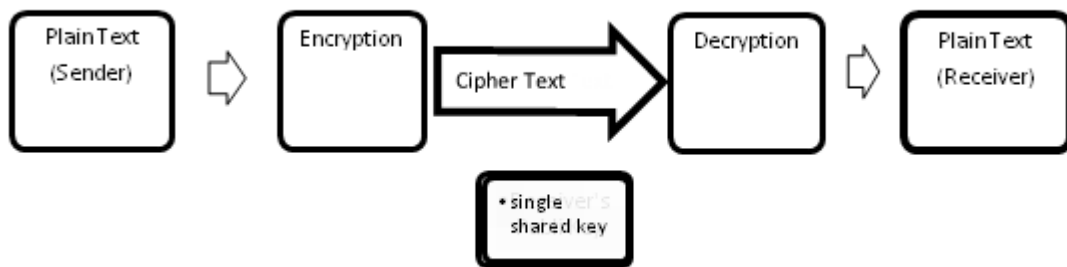 Plain Text
(Sender)
Encryption
Cipher Text
Decryption
Plain Text
(Receiver)
• single
shared key